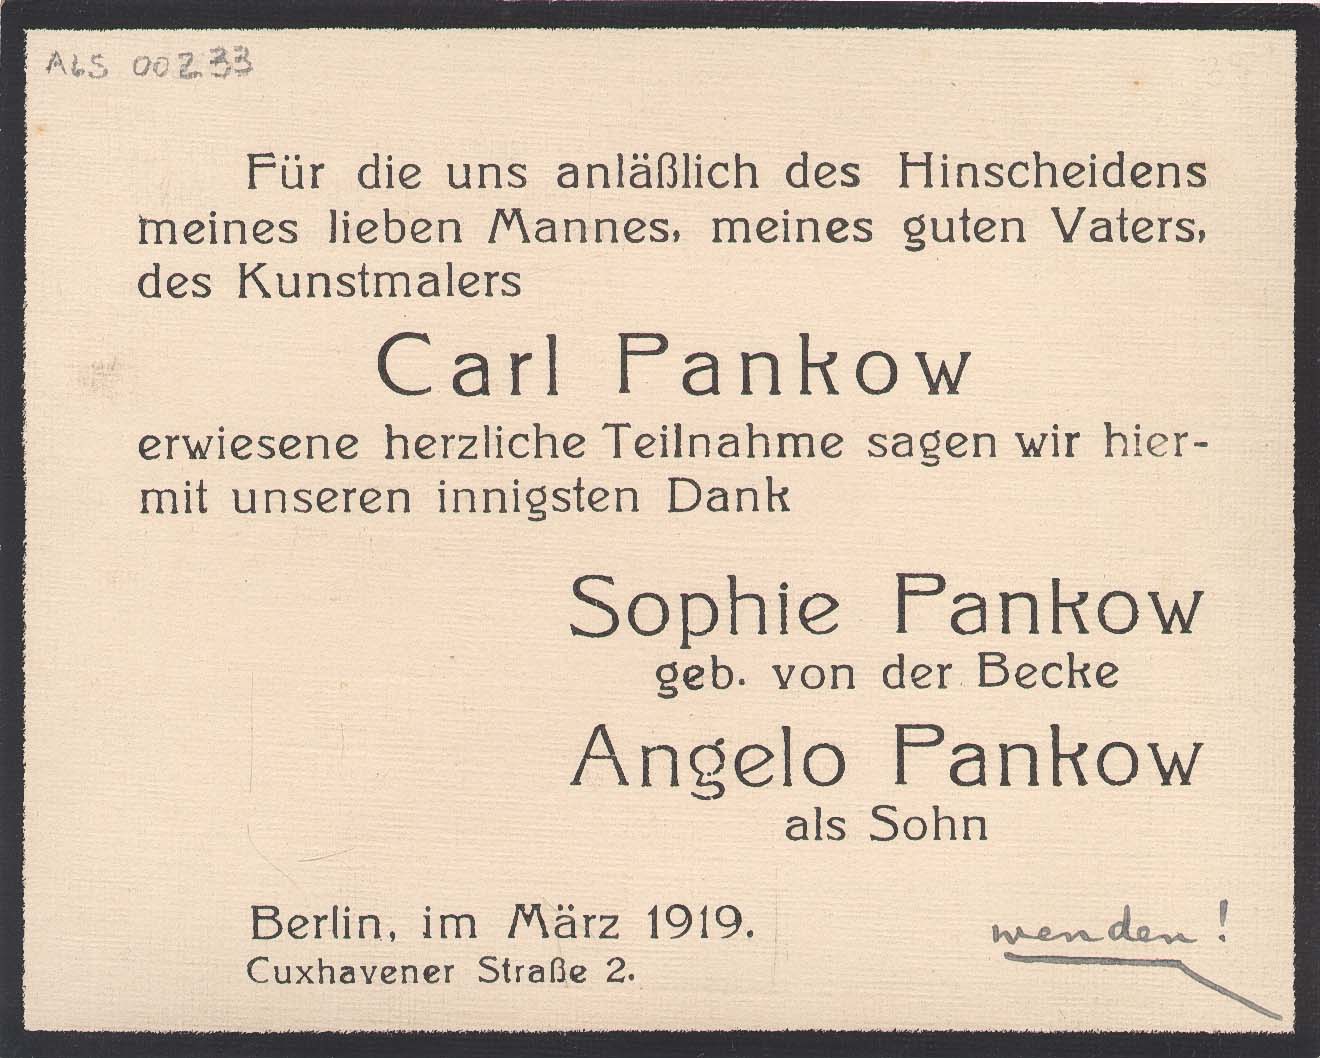 AbS 00233
Für die uns anläßlich des Hinscheidens
meines lieben Mannes, meines guten Vaters,
des Kunstmalers
Carl Pankow
erwiesene herzliche Teilnahme sagen wir hier-
mit unseren innigsten Dank
Sophie Pankow
geb. von der Becke
Angelo Pankow
als Sohn
Berlin, im März 1919.
Cuxhavener Straße 2.
wenden!